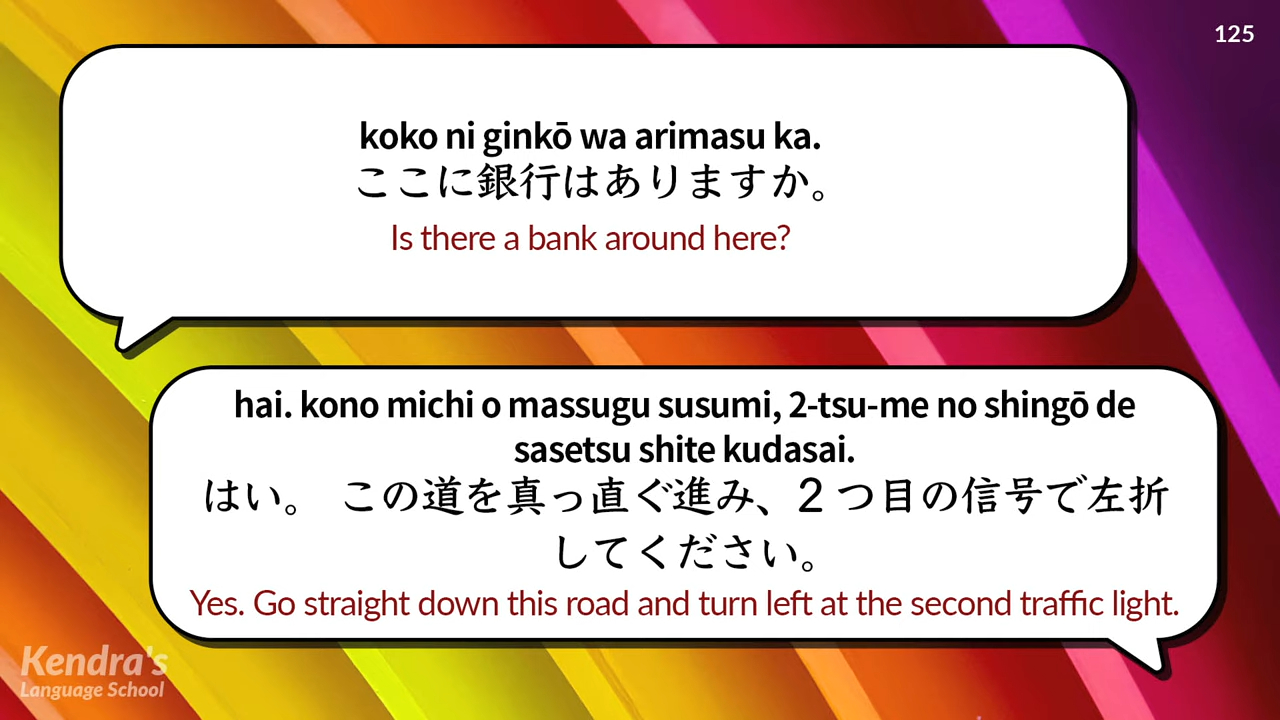 125
koko ni ginkō wa arimasu ka.
ここに銀行はありますか。
Is there a bank around here?
hai. kono michi o massugu susumi, 2-tsu-me no shingō de
sasetsu shite kudasai.
はい。 この道を真っ直ぐ進み、2 つ目の信号で左折
してください。
Yes. Go straight down this road and turn left at the second traffic light.
Kendra's
Language School